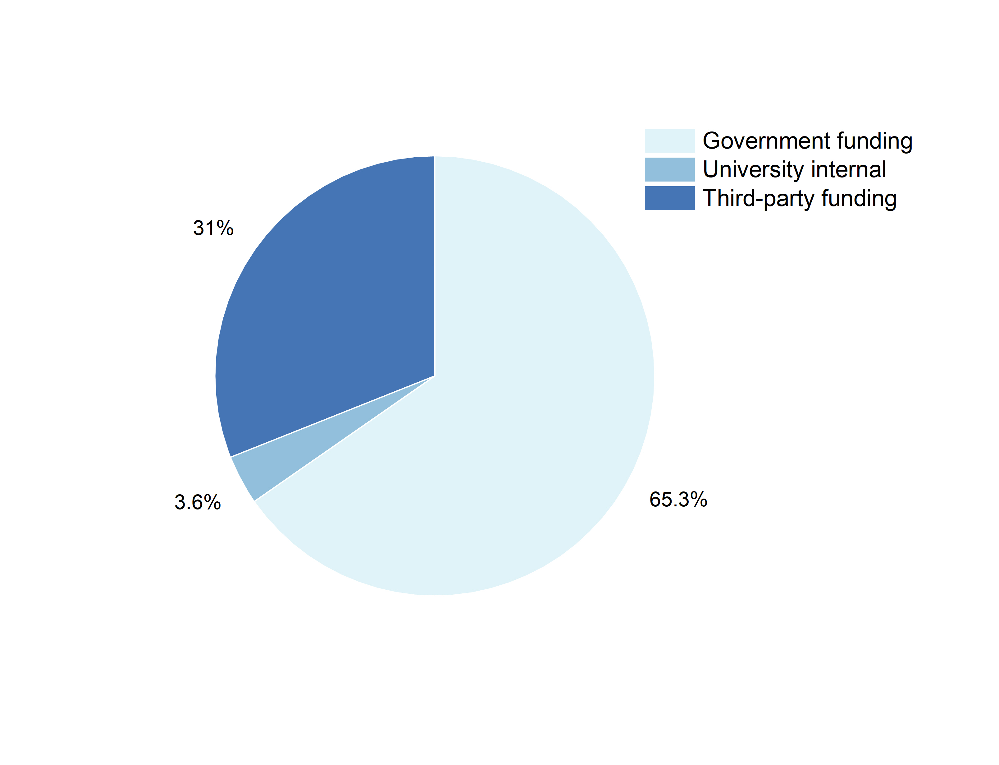 Government funding
University internal
Third-party funding
31%
3.6%
65.3%